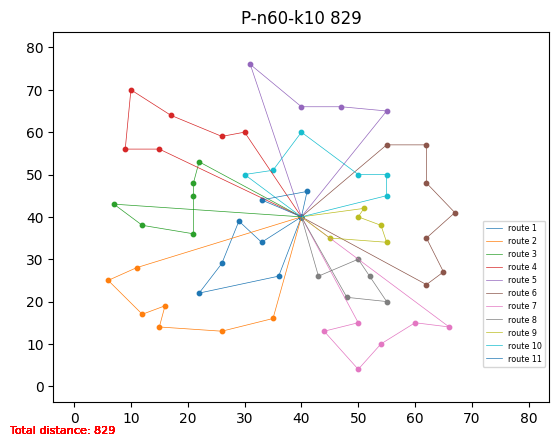 P-n60-k10 829
80
70
60
50
40
30
20
10
0
route 1
route 2
route 3
route 4
route 5
route 6
route 7
route 8
route 9
route 10
route 11
0 10 20 30 40 50 60 70 80
Total distance: 829